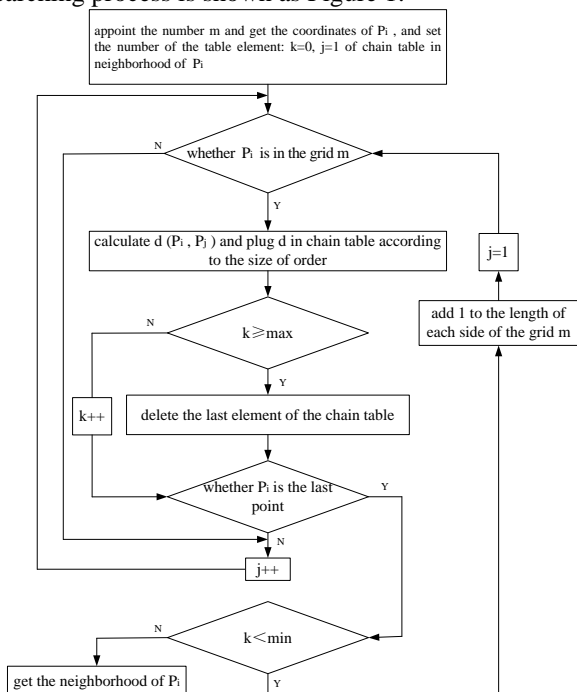 arching process is shown as Figure 1.
appoint the number m and get the coordinates of Pi , and set
the number of the table element: k=0, j=1 of chain table in
neighborhood of Pi
N
whether Pi is in the grid m
Y
calculate d (Pi , Pj ) and plug d in chain table according
to the size of order
j=1
add 1 to the length of
each side of the grid m
N
k≥max
Y
k++
delete the last element of the chain table
whether Pi is the last
point
Y
N
j++
N
k<min
Y
get the neighborhood of Pi